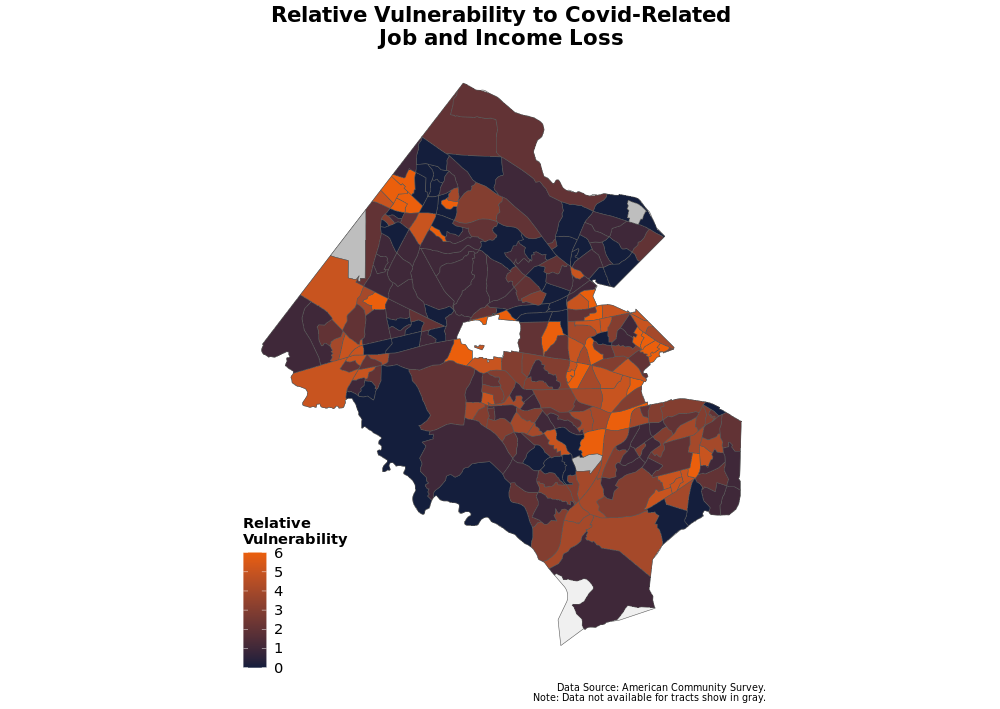 Relative Vulnerability to Covid-Related
Job and Income Loss
Relative
Vulnerability
6
5
4
3
2
1
0
Data Source: American Community Survey.
Note: Data not available for tracts show in gray.